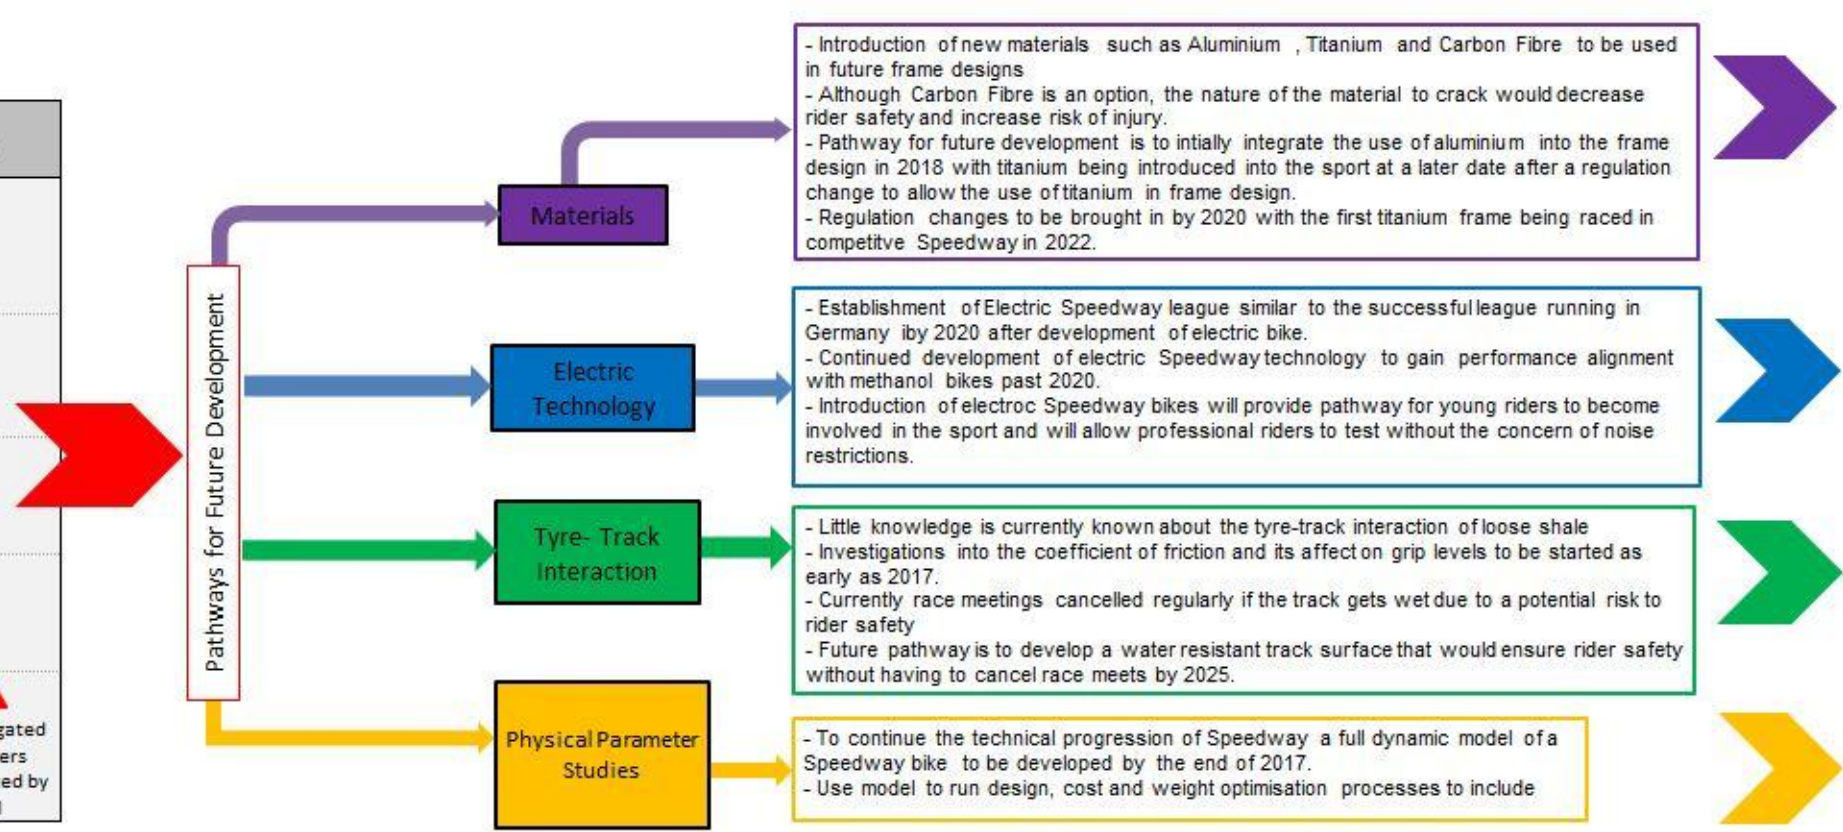 Pathways for Future Development
Materials
- Introduction of new materials such as Aluminium , Titanium and Carbon Fibre to be used
in future frame designs
- Although Carbon Fibre is an option, the nature of the material to crack would decrease
rider safety and increase risk of injury.
- Pathway for future development is to intially integrate the use of aluminium into the frame
design in 2018 with titanium being introduced into the sport at a later date after a regulation
change to allow the use of titanium in frame design.
- Regulation changes to be brought in by 2020 with the first titanium frame being raced in
competitve Speedway in 2022.
Electric
Technology
- Establishment of Electric Speedway league similar to the successful league running in
Germany iby 2020 after development of electric bike.
- Continued development of electric Speedway technology to gain performance alignment
with methanol bikes past 2020.
- Introduction of electroc Speedway bikes will provide pathway for young riders to become
involved in the sport and will allow professional riders to test without the concern of noise
restrictions.
Tyre- Track
Interaction
- Little knowledge is currently known about the tyre-track interaction of loose shale
- Investigations into the coefficient of friction and its affect on grip levels to be started as
early as 2017.
- Currently race meetings cancelled regularly if the track gets wet due to a potential risk to
rider safety
- Future pathway is to develop a water resistant track surface that would ensure rider safety
without having to cancel race meets by 2025.
Physical Parameter
Studies
- To continue the technical progression of Speedway a full dynamic model of a
Speedway bike to be developed by the end of 2017.
- Use model to run design, cost and weight optimisation processes to include
gated
ers
ed by